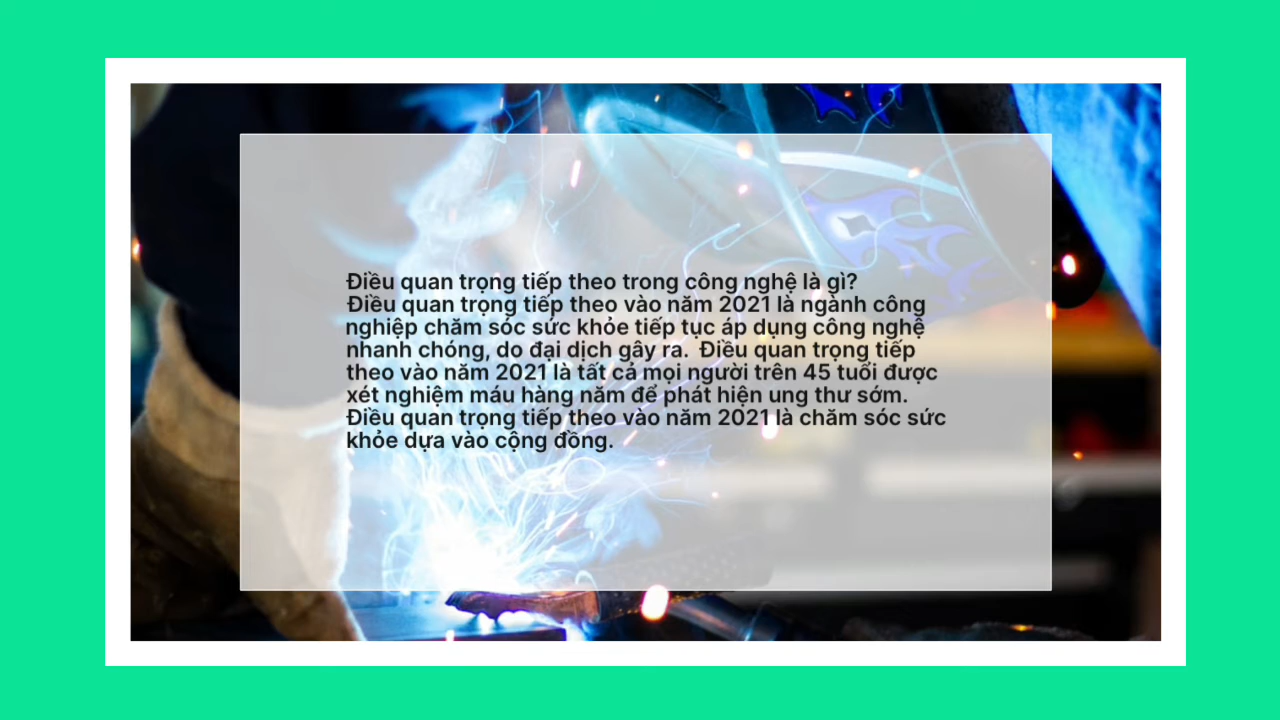 Điều quan trọng tiếp theo trong công nghệ là gì?
Điều quan trọng tiếp theo vào năm 2021 là ngành công
nghiệp chăm sóc sức khỏe tiếp tục áp dụng công nghệ
nhanh chóng, do đại dịch gây ra.  Điều quan trọng tiếp
theo vào năm 2021 là tất cả mọi người trên 45 tuổi được
xét nghiệm máu hàng năm để phát hiện ung thư sớm.
Điều quan trọng tiếp theo vào năm 2021 là chăm sóc sức
khỏe dựa vào cộng đồng.